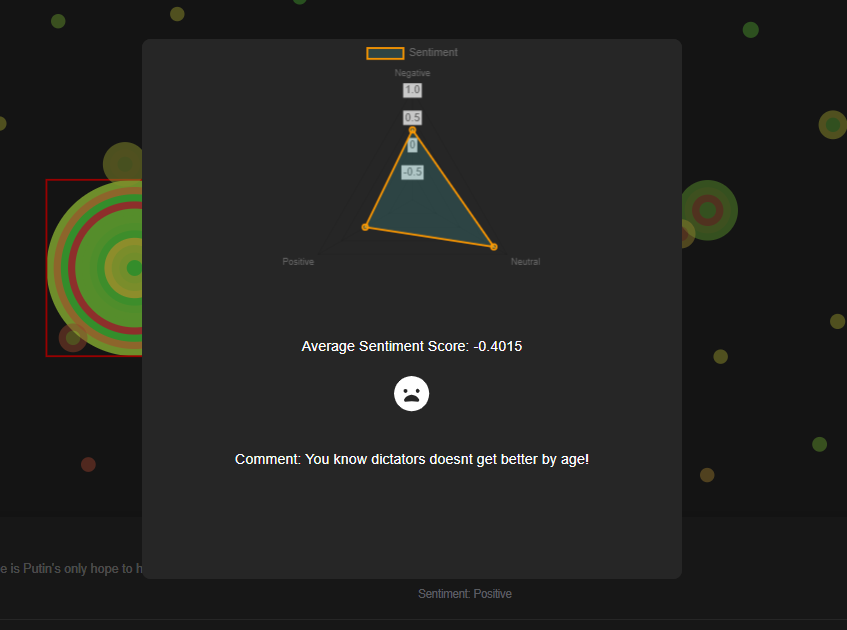 Sentiment
Negative
1.0
0.5
0
-0.5
Positive
Neutral
Average Sentiment Score: -0.4015
Comment: You know dictators doesnt get better by age!
e is Putin's only hope to h
Sentiment: Positive